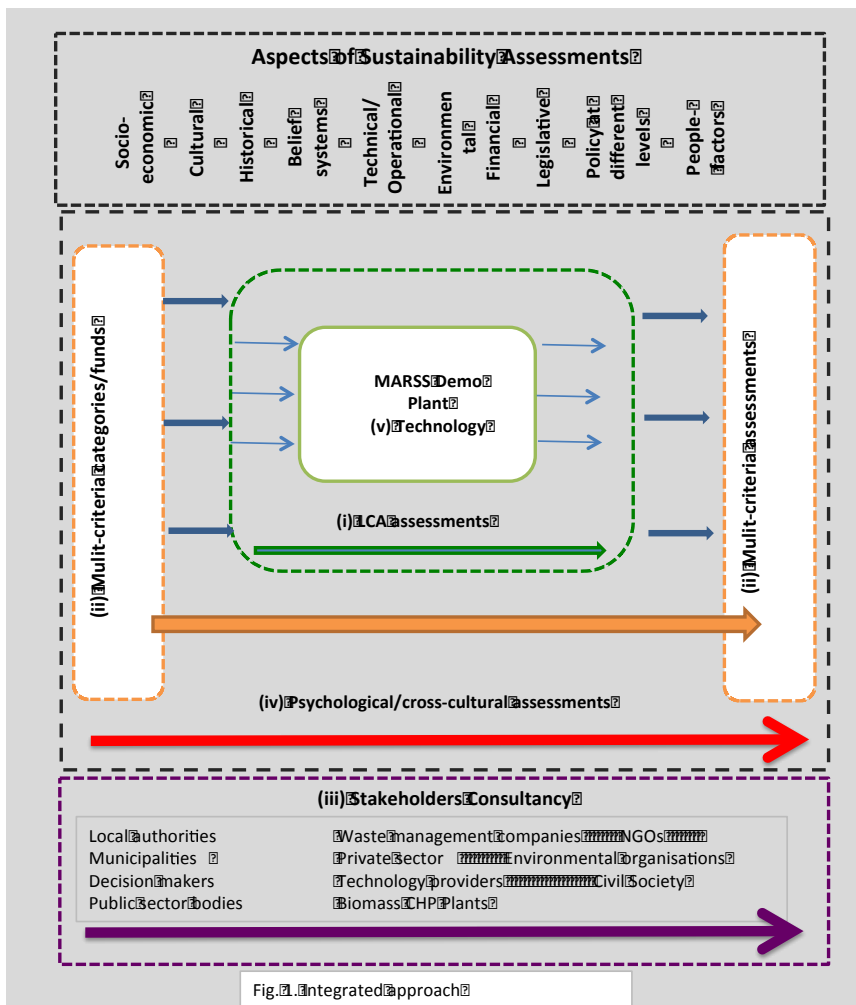 Aspects of Sustainability Assessments
Socio-
economic
Cultural
Historical
Belief
systems
Technical/
Operational
Environmen
tal
Financial
Legislative
Policy at
different
levels
People-
factors
(ii) Mulit-criteria categories/funds
MARSS Demo
Plant
(v) Technology
(i) LCA assessments
(ii) Mulit-criteria assessments
(iv) Psychological/cross-cultural assessments
(iii) Stakeholders Consultancy
Local authorities Waste management companies NGOs
Municipalities Private sector Environmental organisations
Decision makers Technology providers Civil Society
Public sector bodies Biomass CHP Plants
Fig. 1. Integrated approach